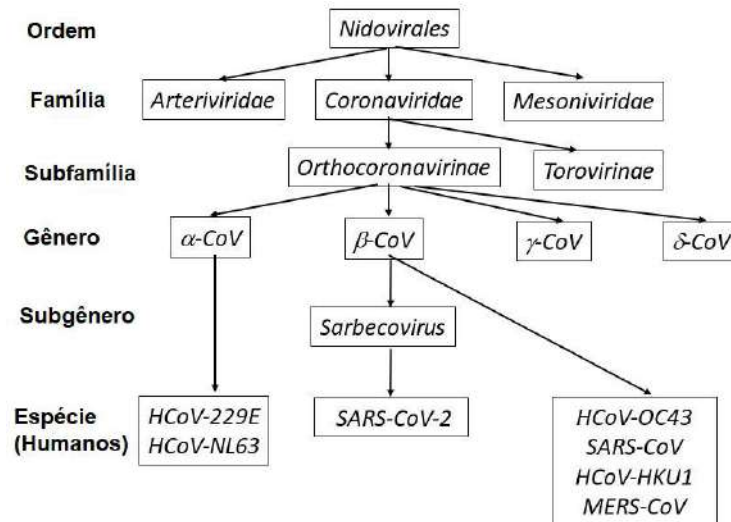 Ordem
Nidovirales
Família
Arteriviridae
Coronaviridae
Mesoniviridae
Subfamília
Orthocoronavirinae
Torovirinae
Gênero
α-CoV
β-CoV
γ-CoV
δ-CoV
Subgênero
Sarbecovirus
Espécie
(Humanos)
HCoV-229E
HCoV-NL63
SARS-CoV-2
HCoV-OC43
SARS-CoV
HCoV-HKU1
MERS-CoV